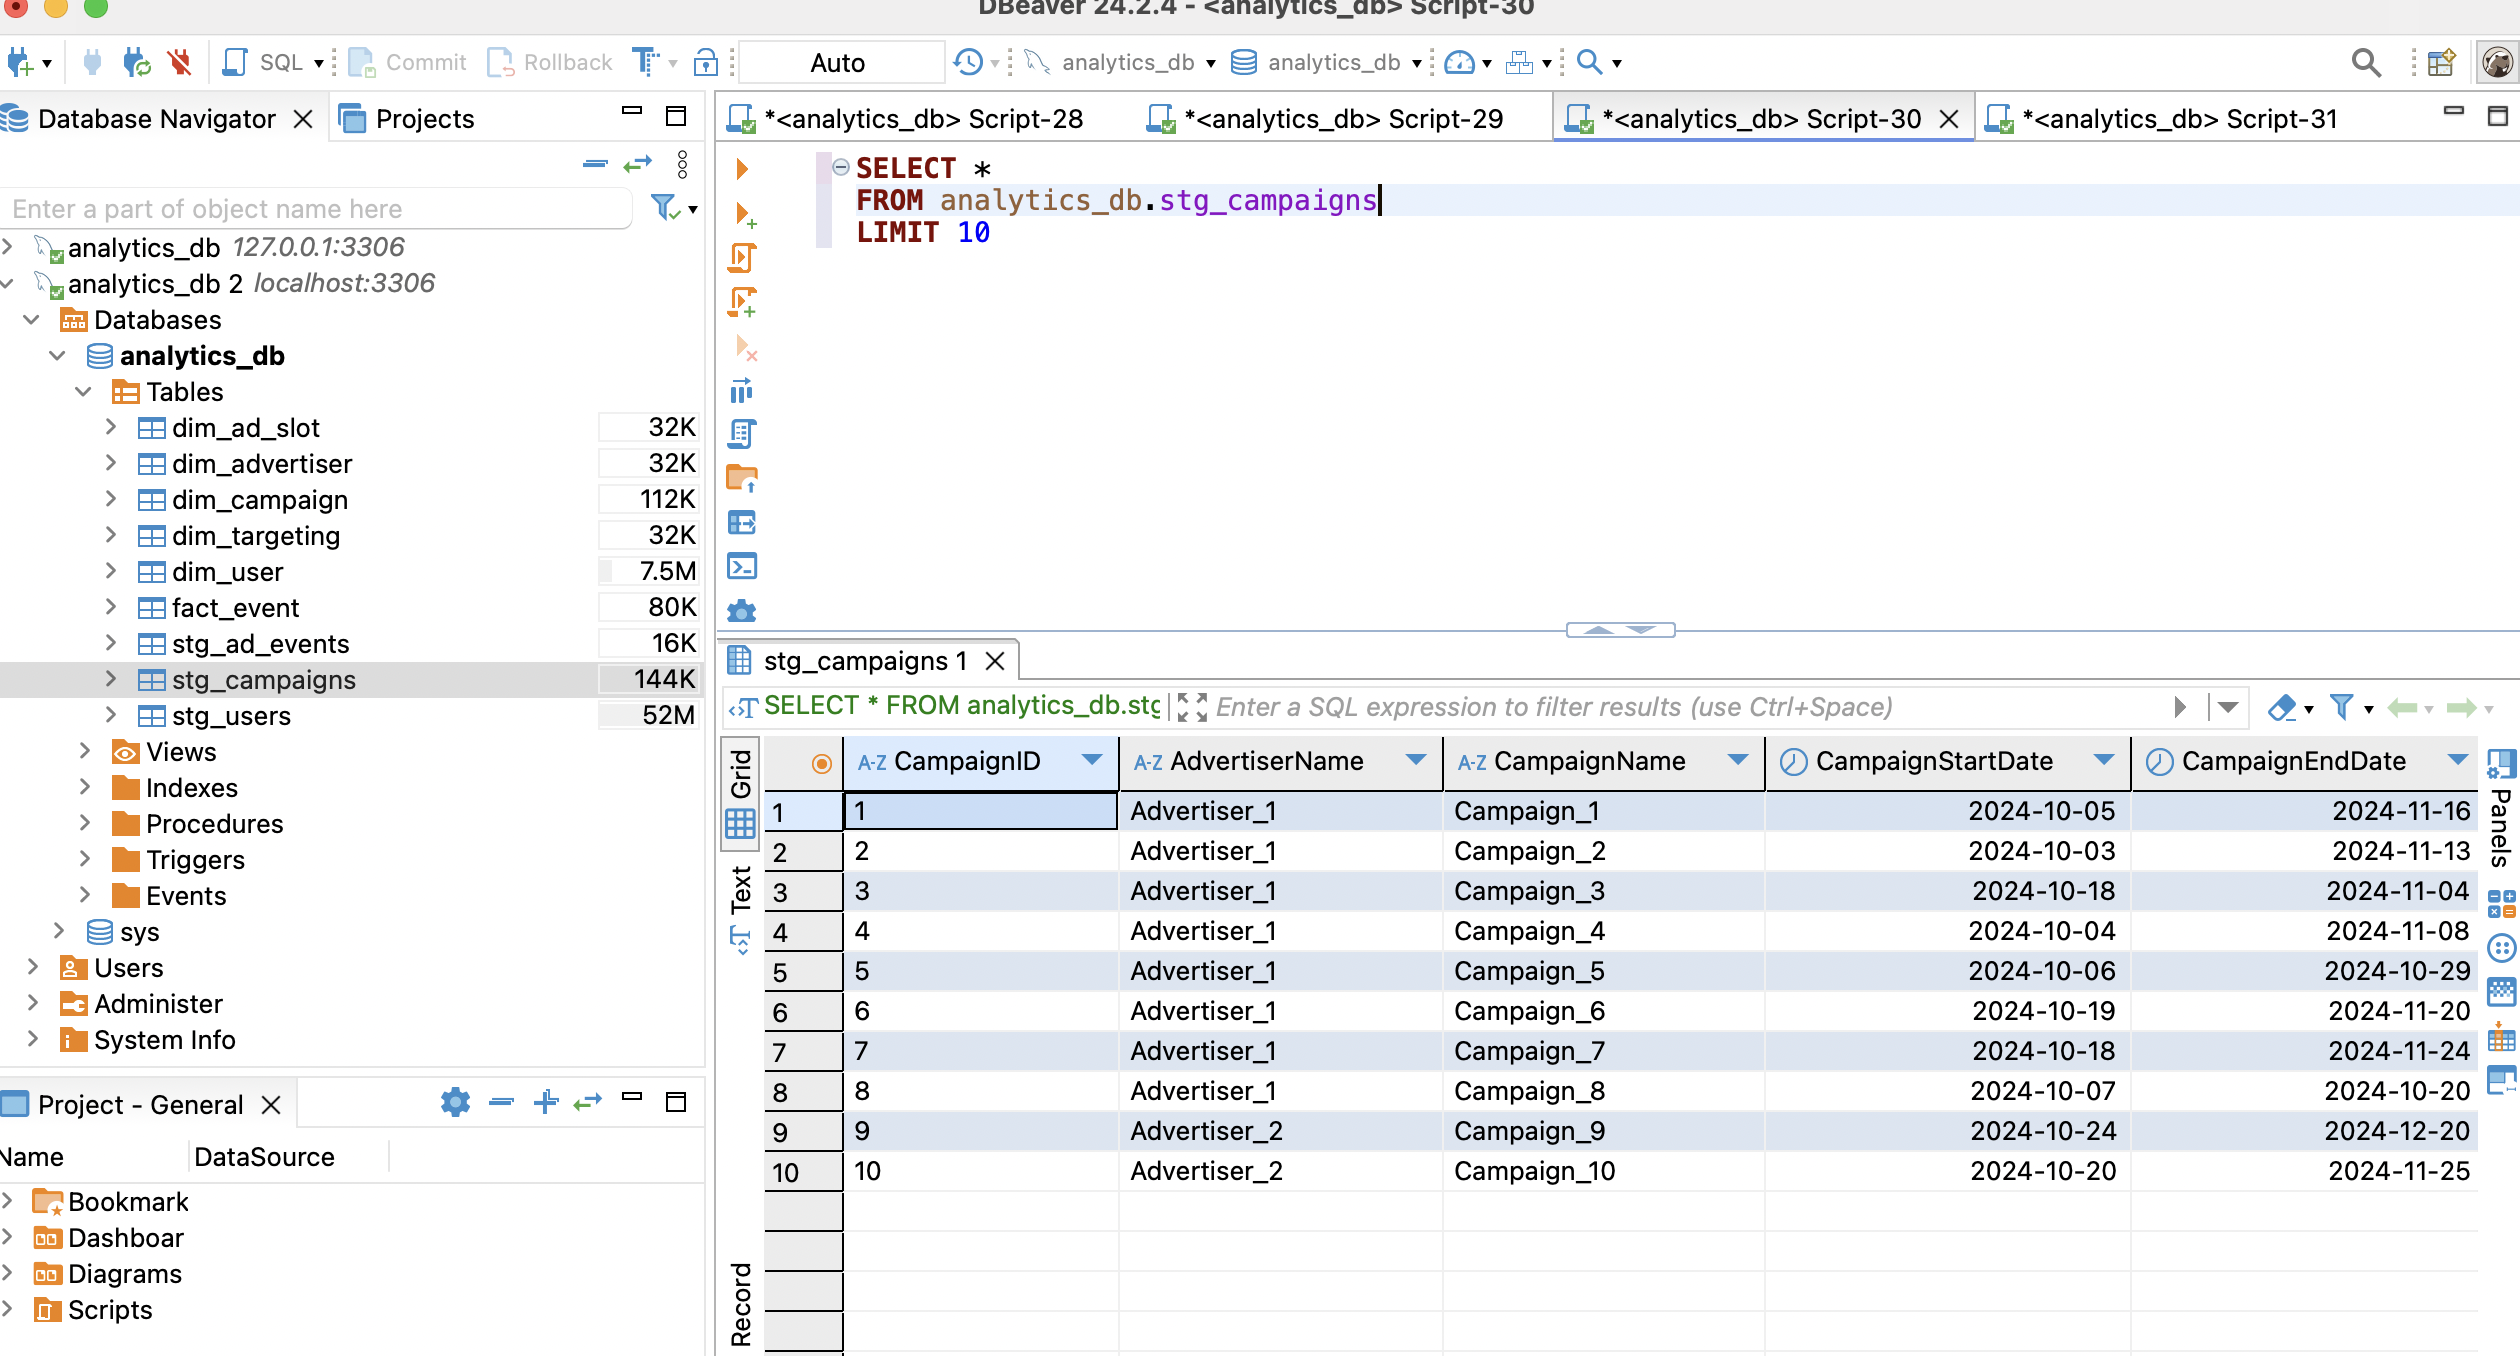 DBeaver 24.2.4 - <analytics_db> Script-30
SQL Commit Rollback Auto analytics_db analytics_db
Database Navigator Projects
*<analytics_db> Script-28 *<analytics_db> Script-29 *<analytics_db> Script-30 *<analytics_db> Script-31
Enter a part of object name here
analytics_db 127.0.0.1:3306
analytics_db 2 localhost:3306
Databases
analytics_db
Tables
dim_ad_slot 32K
dim_advertiser 32K
dim_campaign 112K
dim_targeting 32K
dim_user 7.5M
fact_event 80K
stg_ad_events 16K
stg_campaigns 144K
stg_users 52M
Views
Indexes
Procedures
Triggers
Events
sys
Users
Administer
System Info
Project - General
Name DataSource
Bookmark
Dashboar
Diagrams
Scripts
SELECT *
FROM analytics_db.stg_campaigns
LIMIT 10
stg_campaigns 1
SELECT * FROM analytics_db.stg Enter a SQL expression to filter results (use Ctrl+Space)
Grid
Text
Record
A-Z CampaignID A-Z AdvertiserName A-Z CampaignName CampaignStartDate CampaignEndDate
1 1 Advertiser_1 Campaign_1 2024-10-05 2024-11-16
2 2 Advertiser_1 Campaign_2 2024-10-03 2024-11-13
3 3 Advertiser_1 Campaign_3 2024-10-18 2024-11-04
4 4 Advertiser_1 Campaign_4 2024-10-04 2024-11-08
5 5 Advertiser_1 Campaign_5 2024-10-06 2024-10-29
6 6 Advertiser_1 Campaign_6 2024-10-19 2024-11-20
7 7 Advertiser_1 Campaign_7 2024-10-18 2024-11-24
8 8 Advertiser_1 Campaign_8 2024-10-07 2024-10-20
9 9 Advertiser_2 Campaign_9 2024-10-24 2024-12-20
10 10 Advertiser_2 Campaign_10 2024-10-20 2024-11-25
Panels